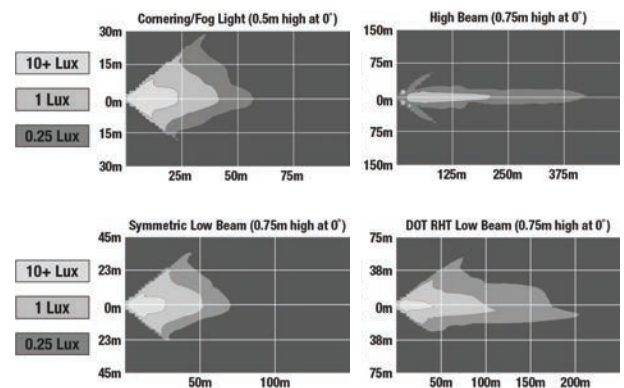 Cornering/Fog Light (0.5m high at 0°)
30m
15m
0m
15m
30m
25m 50m 75m
10+ Lux
1 Lux
0.25 Lux
High Beam (0.75m high at 0°)
150m
75m
0m
75m
150m
125m 250m 375m
Symmetric Low Beam (0.75m high at 0°)
45m
23m
0m
23m
45m
50m 100m
10+ Lux
1 Lux
0.25 Lux
DOT RHT Low Beam (0.75m high at 0°)
75m
38m
0m
38m
75m
50m 100m 150m 200m